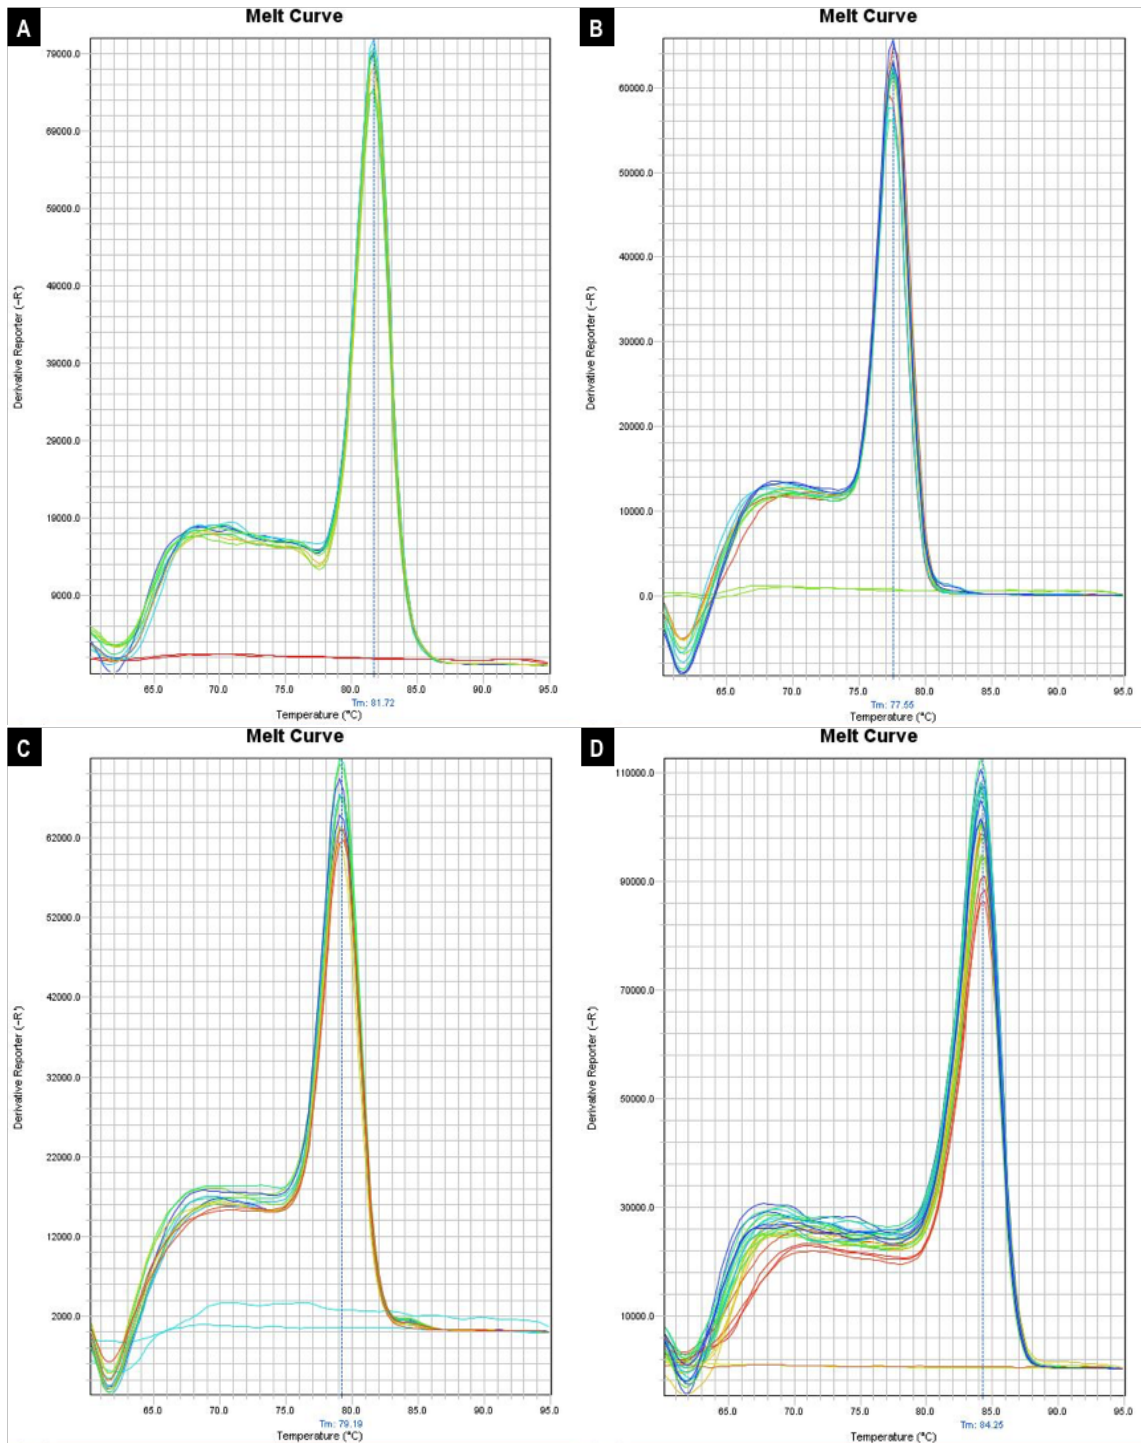 A
Melt Curve
79000.0
69000.0
59000.0
49000.0
39000.0
29000.0
19000.0
9000.0
Derivative Reporter (-R')
65.0 70.0 75.0 80.0 85.0 90.0 95.0
Tm: 81.72
Temperature (°C)
B
Melt Curve
60000.0
50000.0
40000.0
30000.0
20000.0
10000.0
0.0
Derivative Reporter (-R')
65.0 70.0 75.0 80.0 85.0 90.0 95.0
Tm: 77.55
Temperature (°C)
C
Melt Curve
62000.0
52000.0
42000.0
32000.0
22000.0
12000.0
2000.0
Derivative Reporter (-R')
65.0 70.0 75.0 80.0 85.0 90.0 95.0
Tm: 79.19
Temperature (°C)
D
Melt Curve
110000.0
90000.0
70000.0
50000.0
30000.0
10000.0
Derivative Reporter (-R')
65.0 70.0 75.0 80.0 85.0 90.0 95.0
Tm: 84.25
Temperature (°C)